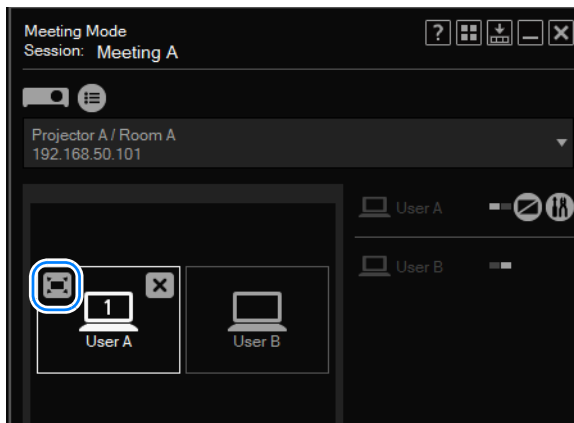 Meeting Mode
Session: Meeting A
?
Projector A / Room A
192.168.50.101
User A
User B
1
User A
User B